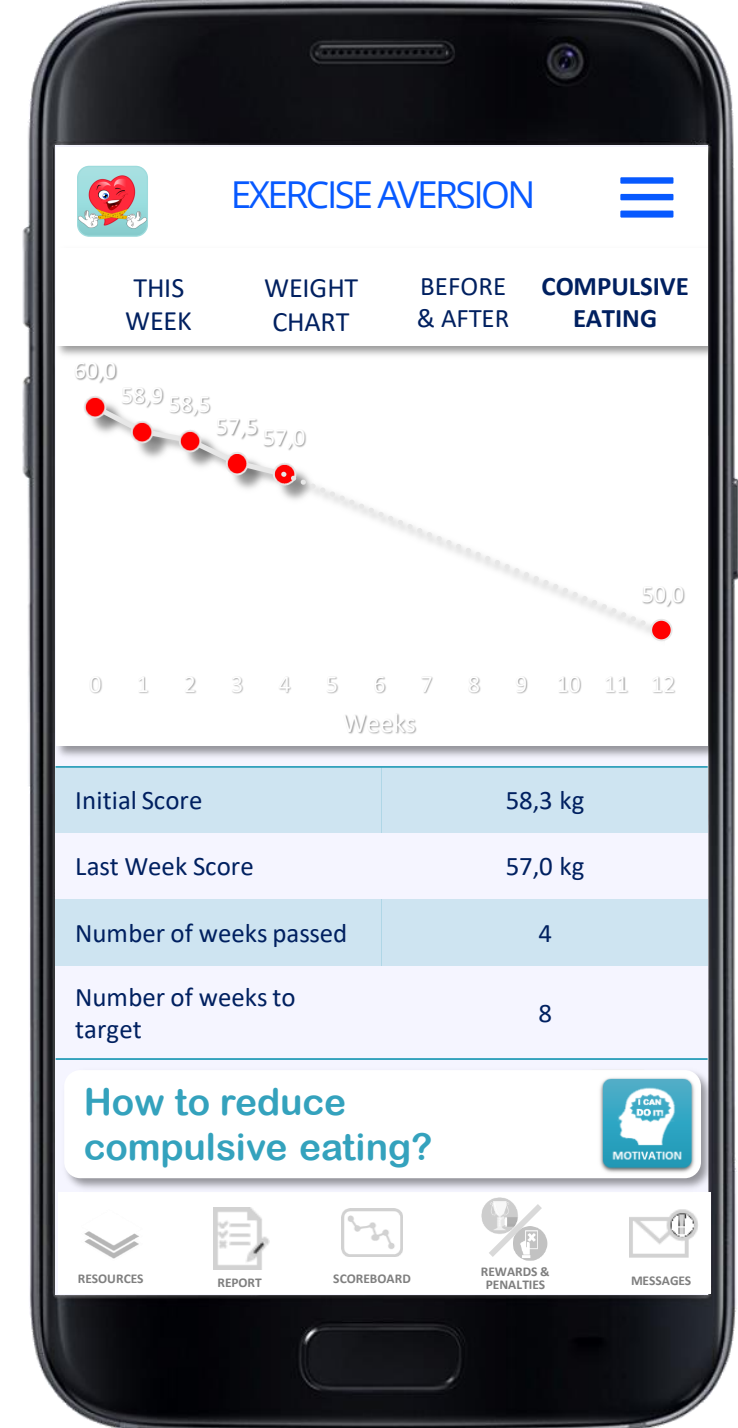 EXERCISE AVERSION
THIS
WEEK
WEIGHT
CHART
BEFORE
& AFTER
COMPULSIVE
EATING
60,0
58,9
58,5
57,5
57,0
50,0
0 1 2 3 4 5 6 7 8 9 10 11 12
Weeks
Initial Score 58,3 kg
Last Week Score 57,0 kg
Number of weeks passed 4
Number of weeks to
target 8
How to reduce
compulsive eating?
I CAN
DO IT!
MOTIVATION
RESOURCES
REPORT
SCOREBOARD
REWARDS &
PENALTIES
MESSAGES